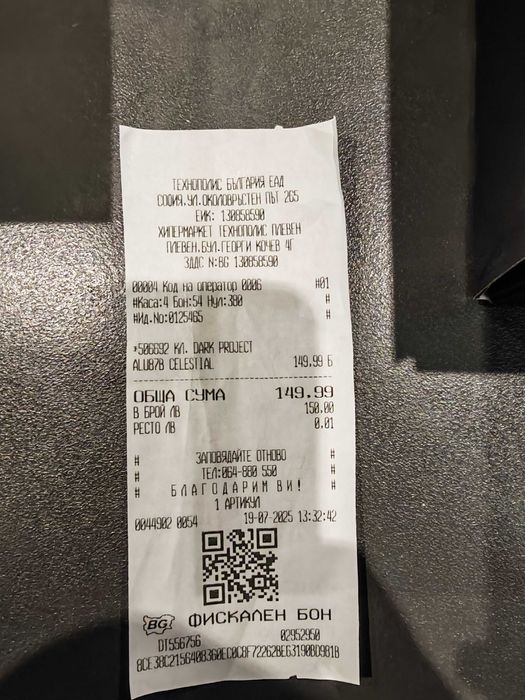 ТЕХНОПОЛИС БЪЛГАРИЯ ЕАД
СОФИЯ.УЛ.ОКОЛОВРЪСТЕН ПЪТ 265
ЕИК: 130858590
ХИПЕРМАРКЕТ ТЕХНОПОЛИС ПЛЕВЕН
ПЛЕВЕН.БУЛ.ГЕОРГИ КОЧЕВ 4Г
ЗДДС N:BG 130858590
00004 Код на оператор 0006 #01
#Каса:4 Бон:54 Нул:380 #
#Ид.No:0125465 #
*506692 КЛ. DARK PROJECT
ALU87B CELESTIAL 149.99 Б
ОБЩА СУМА 149.99
В БРОЙ ЛВ 150.00
РЕСТО ЛВ 0.01
# ЗАПОВЯДАЙТЕ ОТНОВО #
# ТЕЛ:064-880 550 #
# Б Л А Г О Д А Р И М В И ! #
1 АРТИКУЛ
0044902 0054 19-07-2025 13:32:42
BG ФИСКАЛЕН БОН
DT556756 02952950